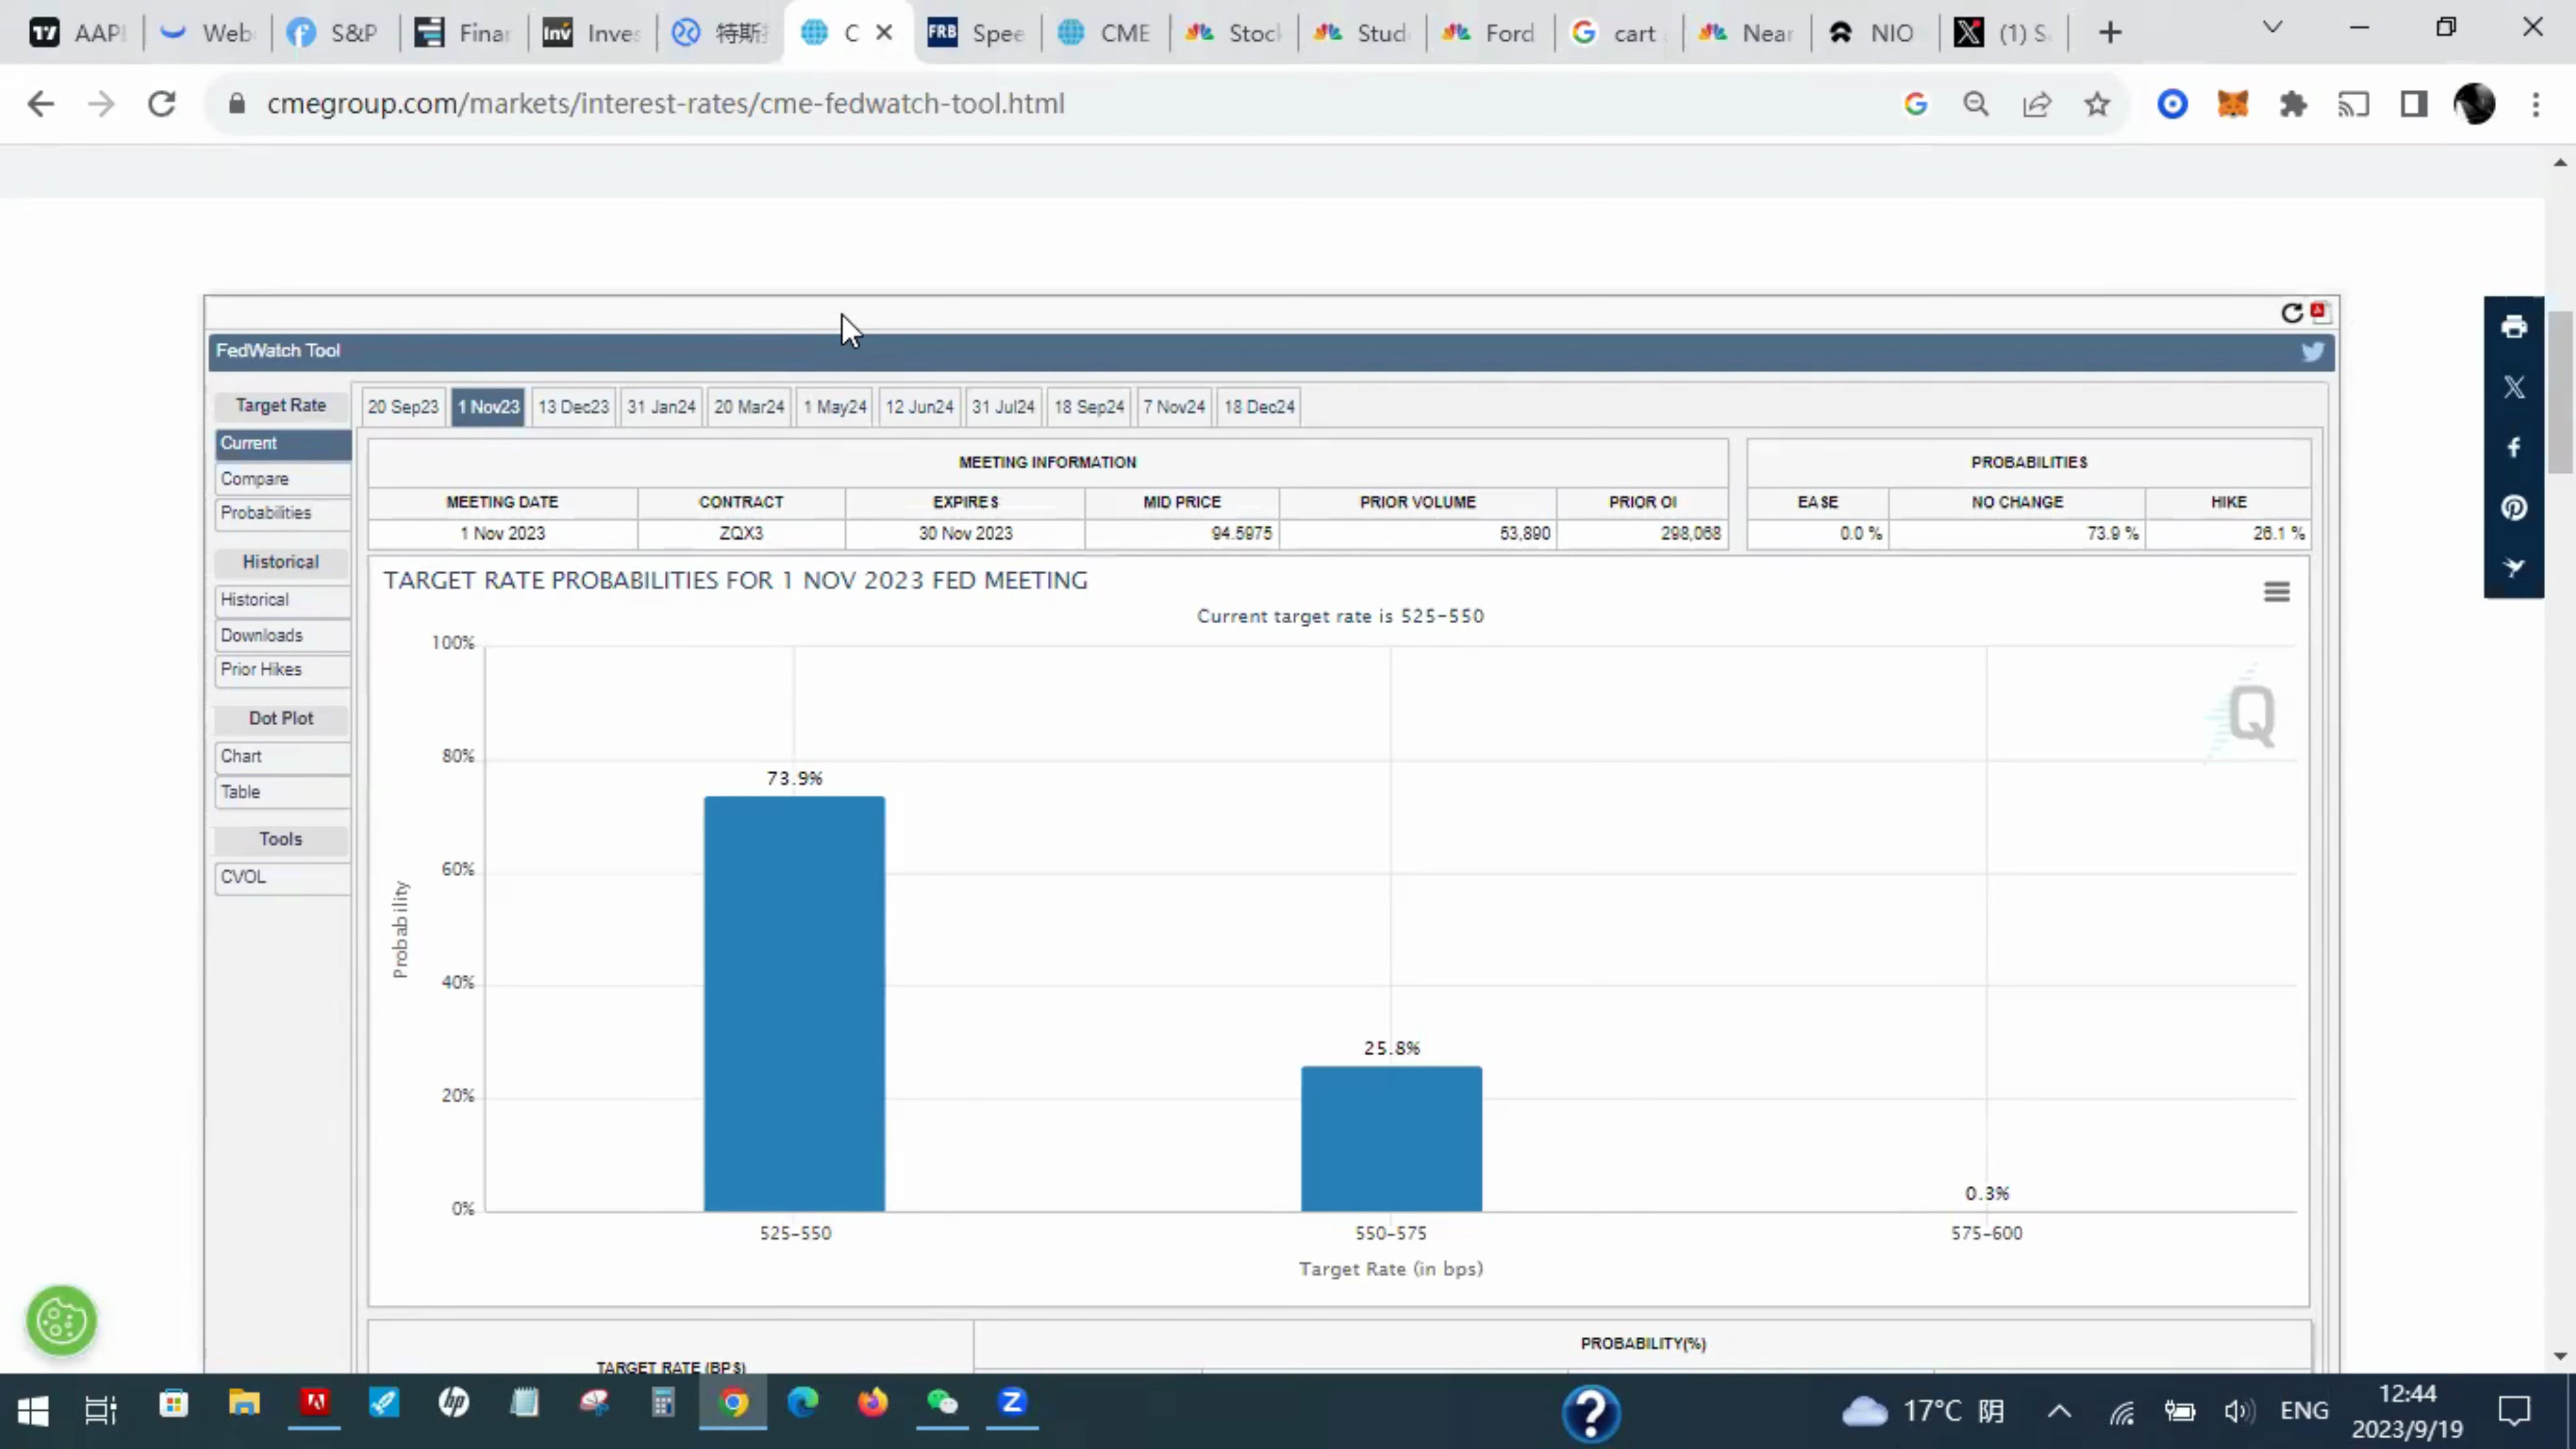 AAPL
Web
S&P
Finar
Inv Inves
特斯
C
FRB Spee
CME
Stoc
Stud
Ford
cart
Near
NIO
(1) S
cmegroup.com/markets/interest-rates/cme-fedwatch-tool.html
FedWatch Tool
Target Rate
Current
Compare
Probabilities
Historical
Historical
Downloads
Prior Hikes
Dot Plot
Chart
Table
Tools
CVOL
20 Sep23 1 Nov23 13 Dec23 31 Jan24 20 Mar24 1 May24 12 Jun24 31 Jul24 18 Sep24 7 Nov24 18 Dec24
MEETING INFORMATION
MEETING DATE CONTRACT EXPIRES MID PRICE PRIOR VOLUME PRIOR OI
1 Nov 2023 ZQX3 30 Nov 2023 94.5975 53,890 298,068
PROBABILITIES
EASE NO CHANGE HIKE
0.0 % 73.9 % 26.1 %
TARGET RATE PROBABILITIES FOR 1 NOV 2023 FED MEETING
Current target rate is 525-550
Q
100%
80%
60%
40%
20%
0%
Probability
73.9%
25.8%
0.3%
525-550 550-575 575-600
Target Rate (in bps)
TARGET RATE (BPS)
PROBABILITY(%)
17°C 阴
ENG
12:44
2023/9/19